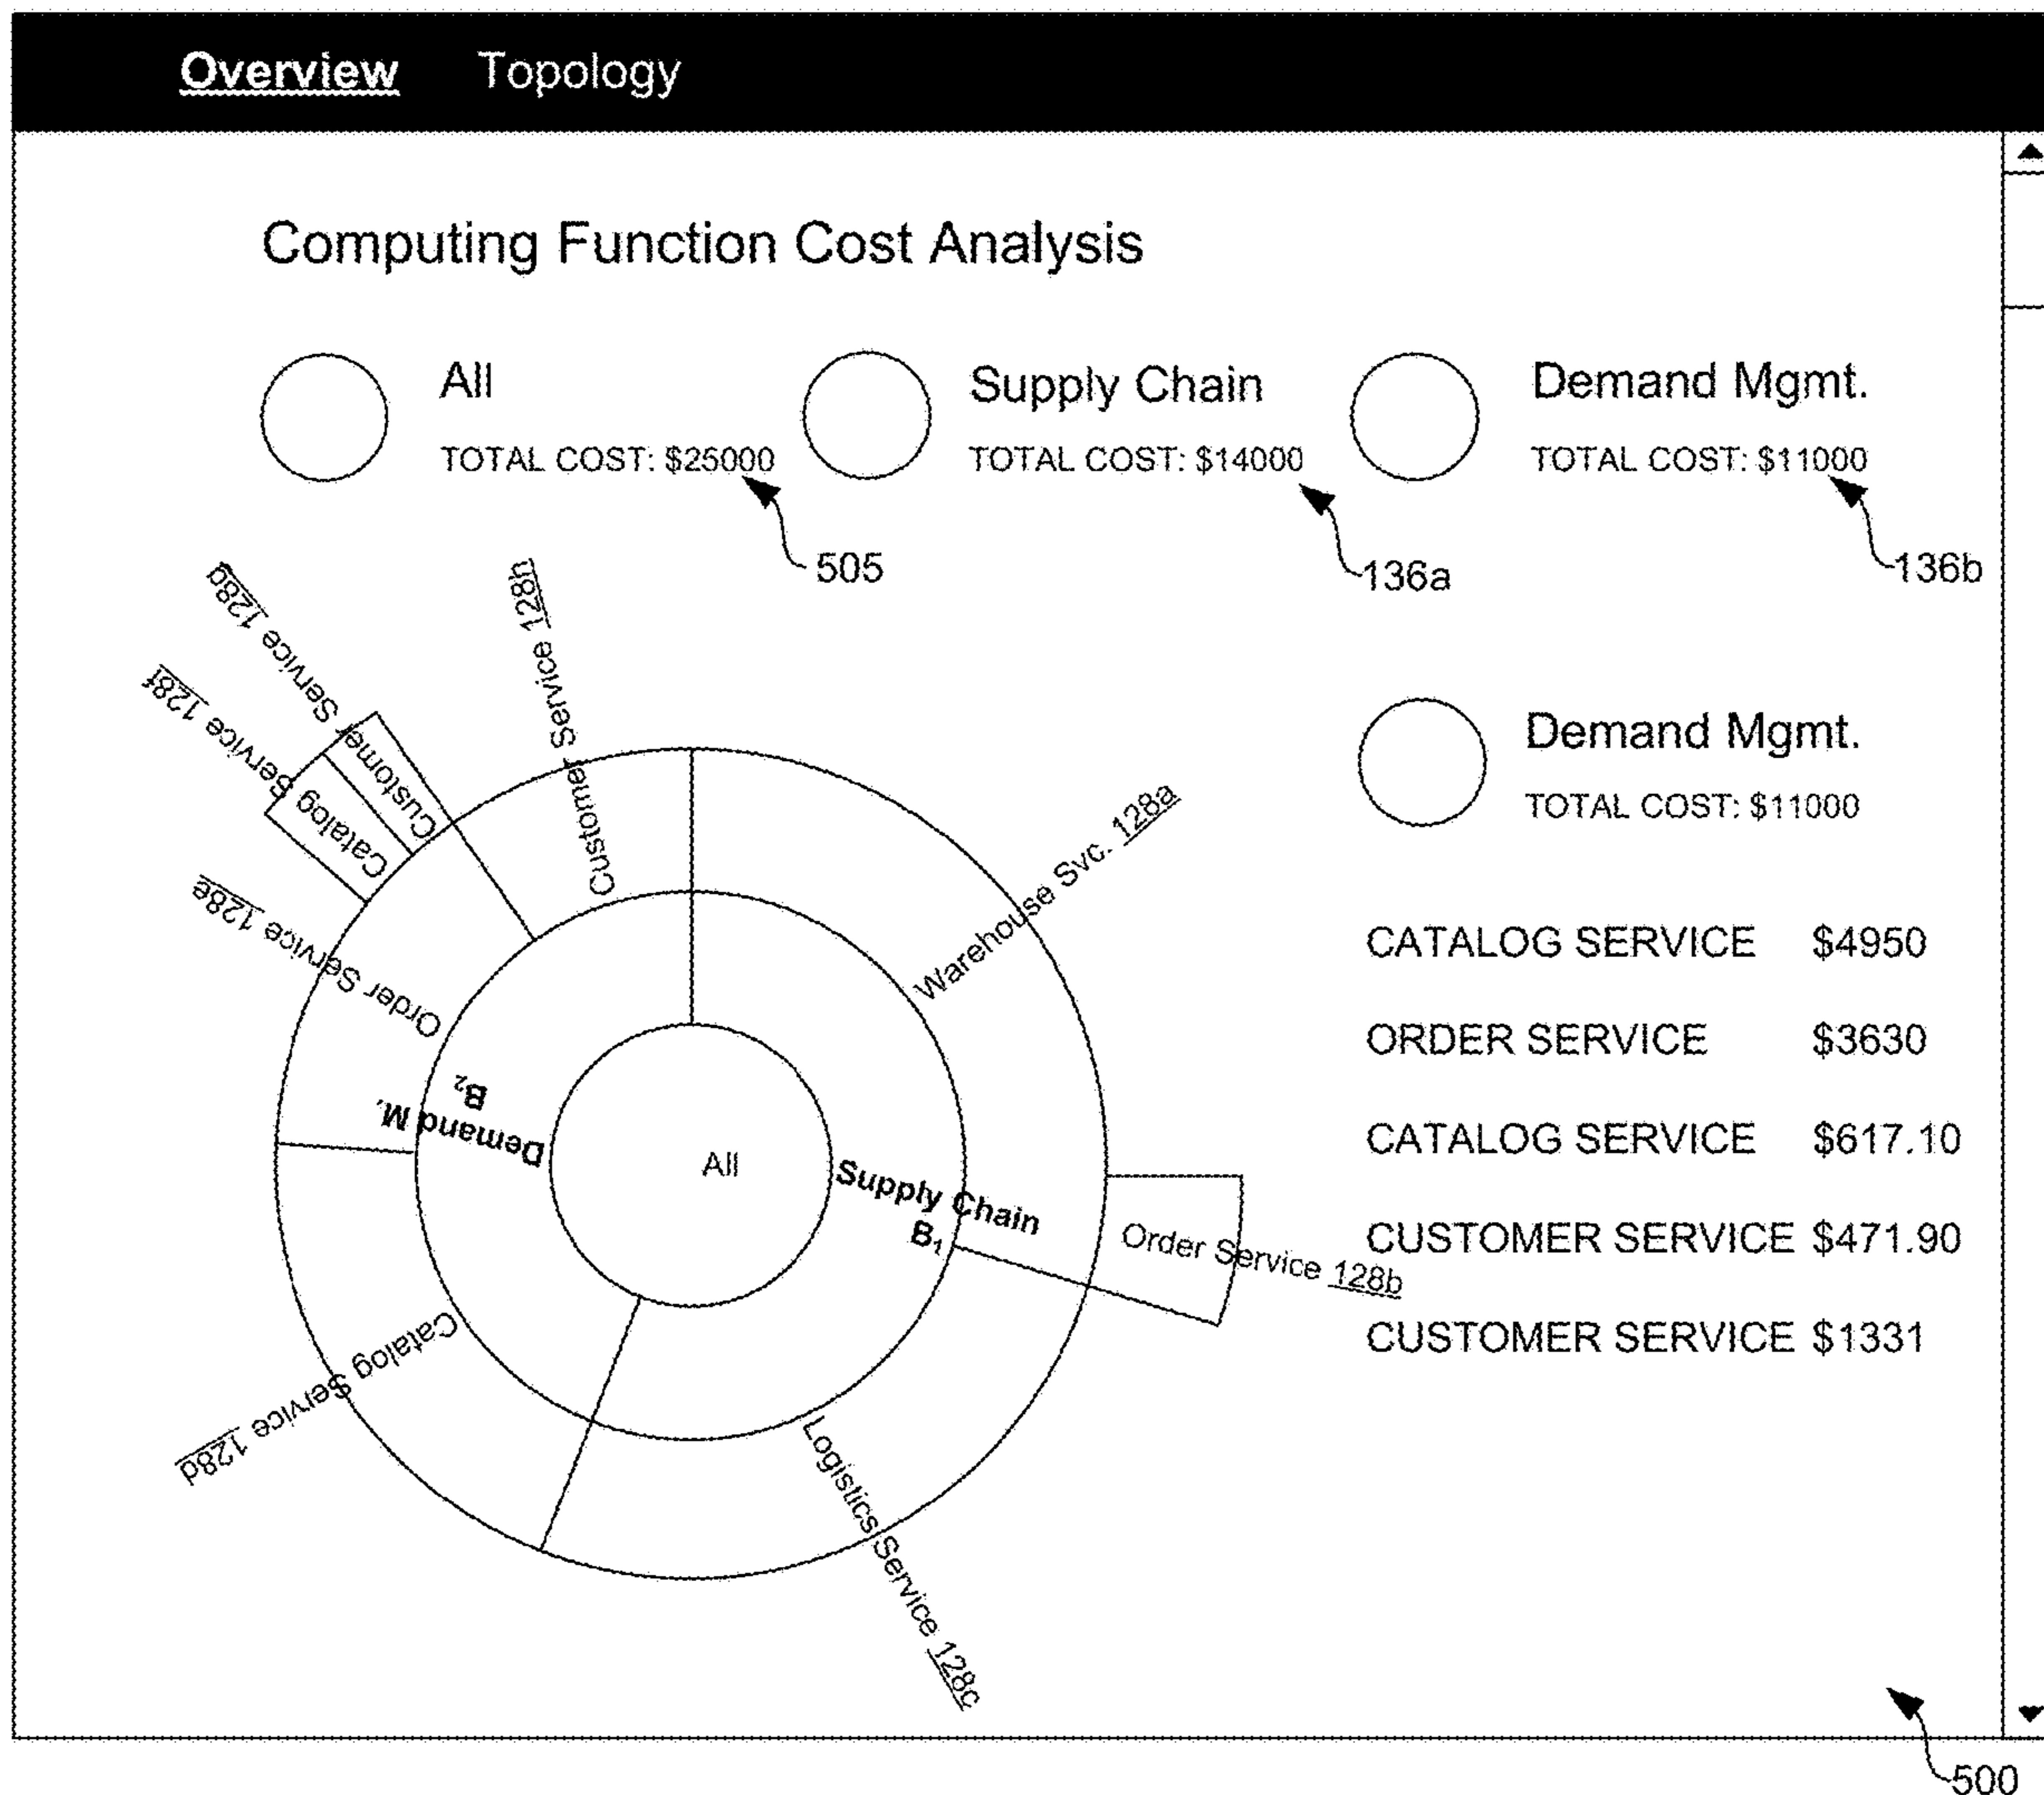 Overview Topology
Computing Function Cost Analysis
All
TOTAL COST: $25000
Supply Chain
TOTAL COST: $14000
Demand Mgmt.
TOTAL COST: $11000
505
136a
136b
Customer Service 128g
Customer Service 128h
Catalog Service 128f
Order Service 128e
Warehouse Svc. 128a
Demand M.
B2
All
Supply Chain
B1
Order Service 128b
Catalog Service 128d
Logistics Service 128c
Demand Mgmt.
TOTAL COST: $11000
CATALOG SERVICE $4950
ORDER SERVICE $3630
CATALOG SERVICE $617.10
CUSTOMER SERVICE $471.90
CUSTOMER SERVICE $1331
500